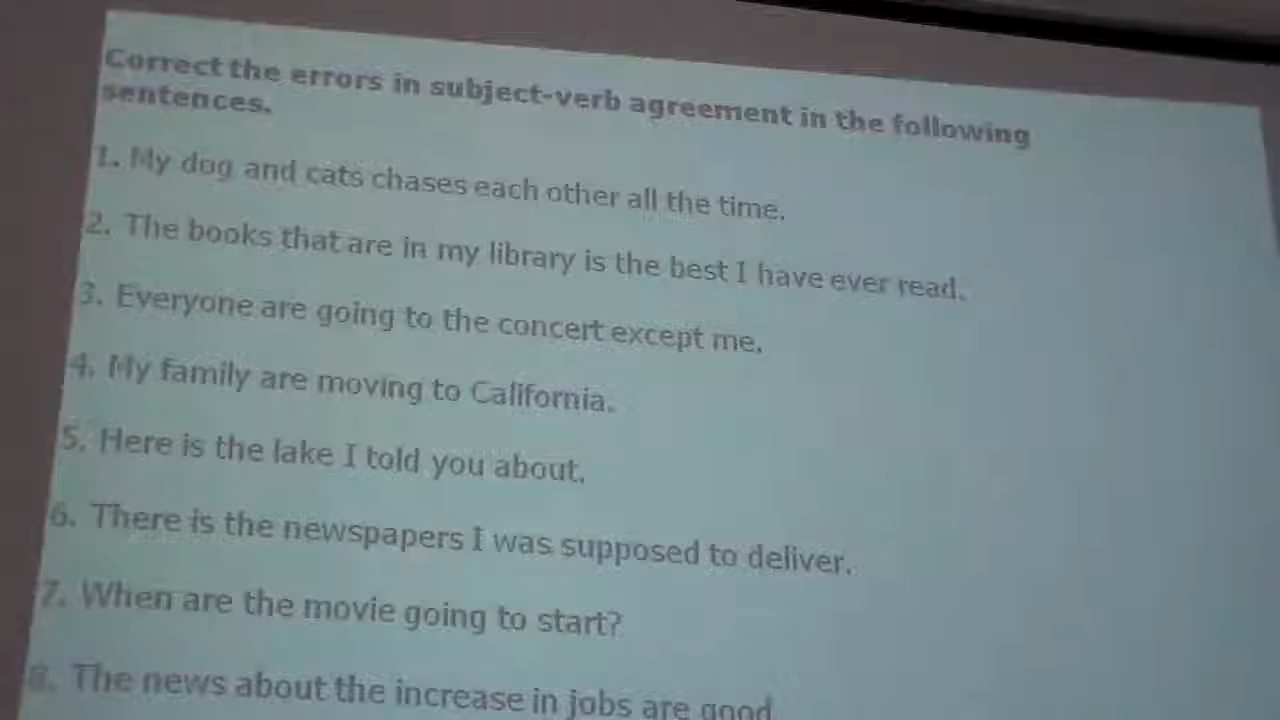 Correct the errors in subject-verb agreement in the following
sentences.
1. My dog and cats chases each other all the time.
2. The books that are in my library is the best I have ever read.
3. Everyone are going to the concert except me.
4. My family are moving to California.
5. Here is the lake I told you about.
6. There is the newspapers I was supposed to deliver.
7. When are the movie going to start?
8. The news about the increase in jobs are good